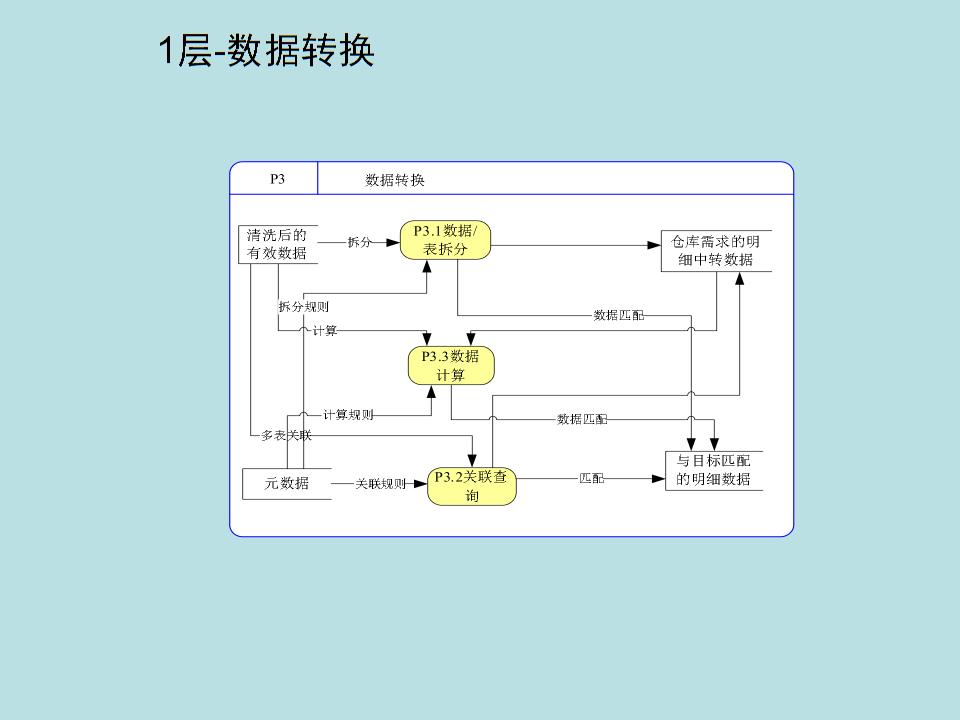 1层-数据转换
P3
数据转换
清洗后的
有效数据
拆分
P3.1数据/
表拆分
仓库需求的明
细中转数据
拆分规则
数据匹配
计算
P3.3数据
计算
计算规则
数据匹配
多表关联
与目标匹配
的明细数据
元数据
关联规则
P3.2关联查
询
匹配